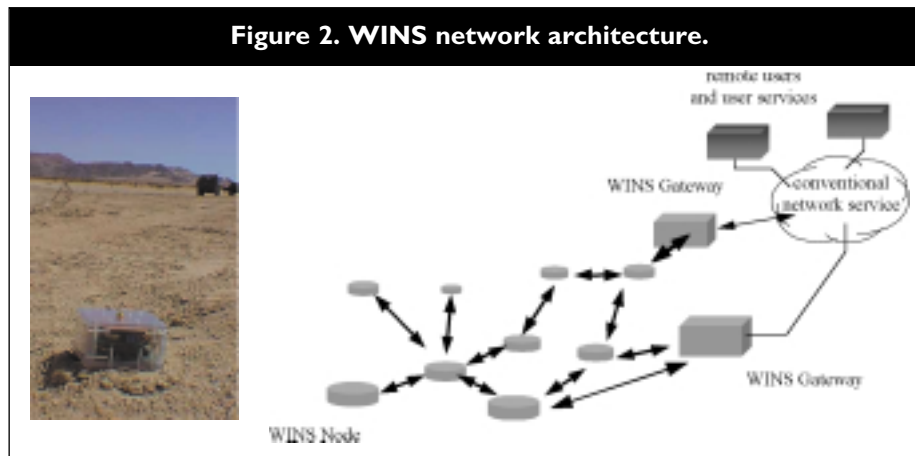 Figure 2. WINS network architecture.
remote users
and user services
WINS Gateway
conventional
network service
WINS Gateway
WINS Node